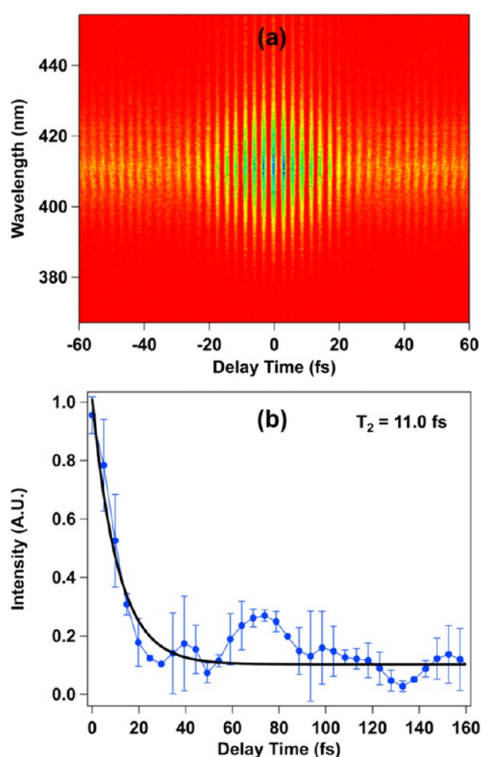 (a)
Wavelength (nm)
440
420
400
380
-60 -40 -20 0 20 40 60
Delay Time (fs)
(b)
T2 = 11.0 fs
Intensity (A.U.)
1.0
0.8
0.6
0.4
0.2
0.0
0 20 40 60 80 100 120 140 160
Delay Time (fs)